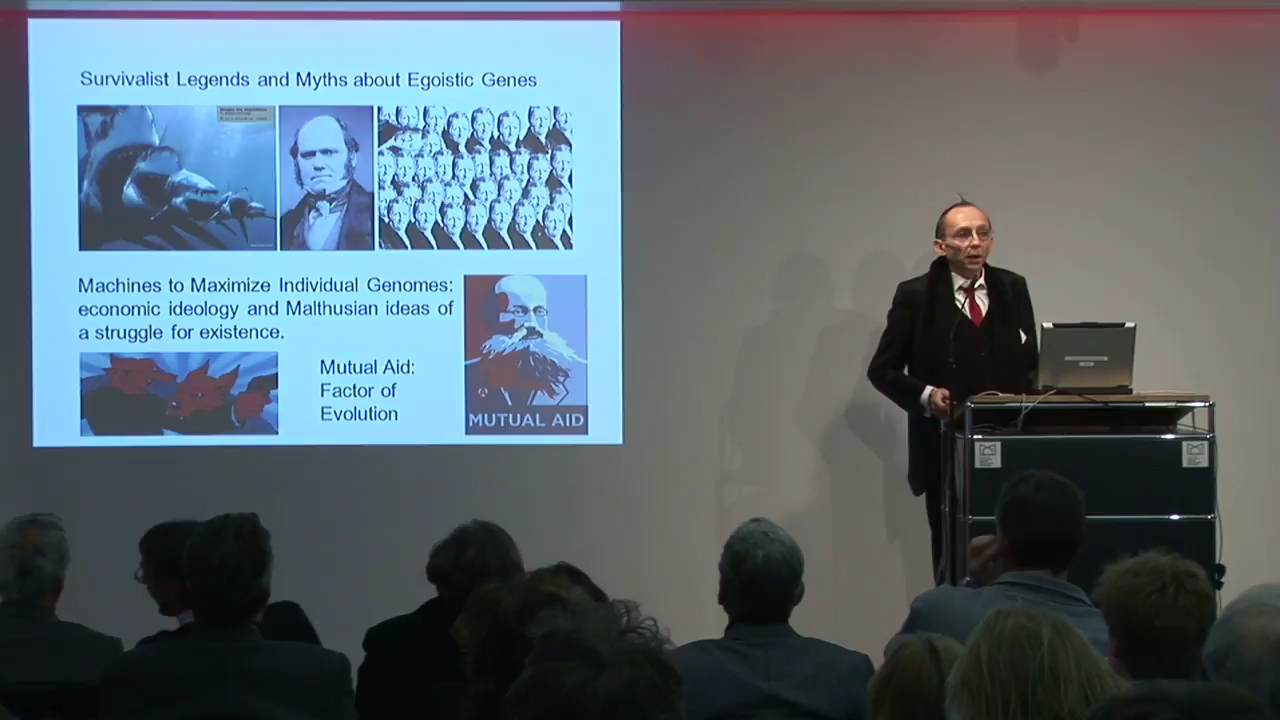 Survivalist Legends and Myths about Egoistic Genes
Machines to Maximize Individual Genomes:
economic ideology and Malthusian ideas of
a struggle for existence.
Mutual Aid:
Factor of
Evolution
MUTUAL AID